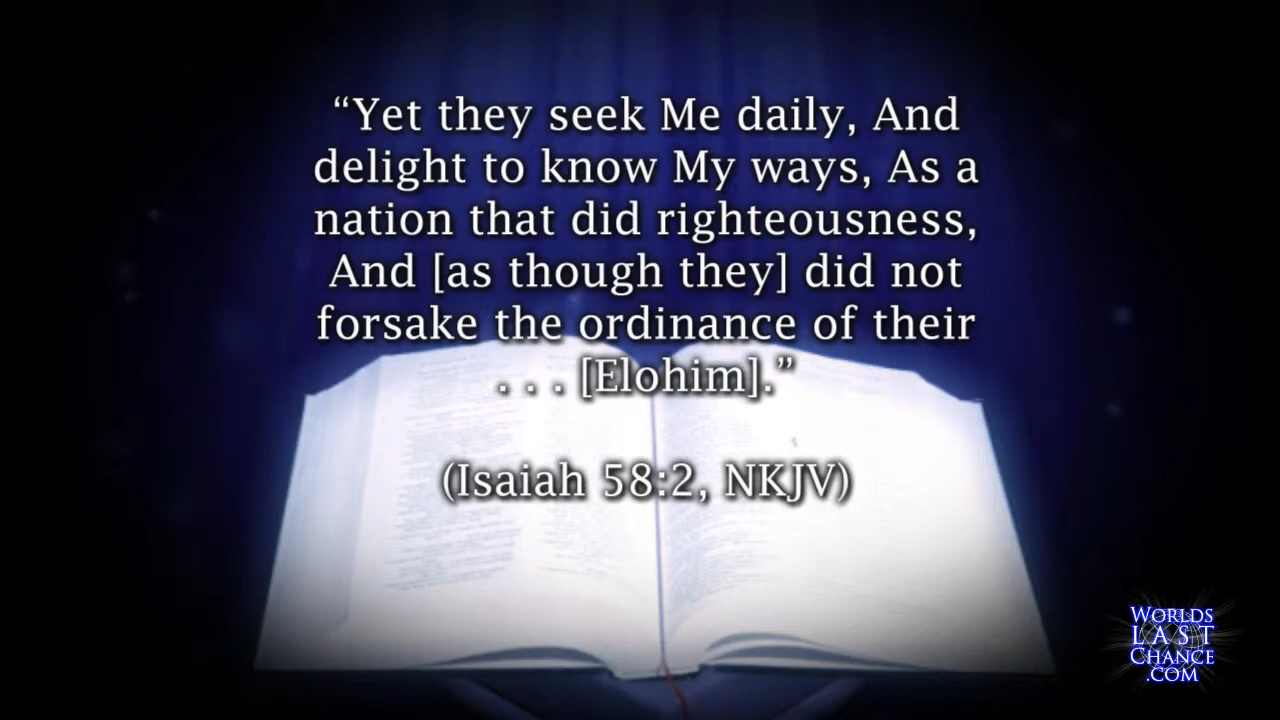 “Yet they seek Me daily, And
delight to know My ways, As a
nation that did righteousness,
And [as though they] did not
forsake the ordinance of their
. . . [Elohim].”
(Isaiah 58:2, NKJV)
WORLDS
LAST
CHANCE
.COM